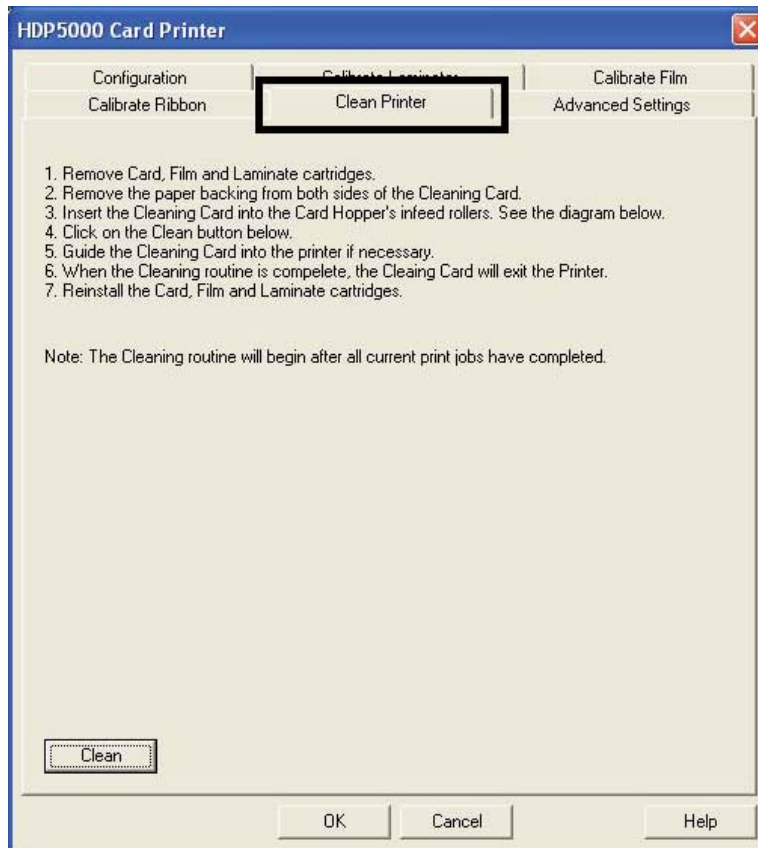 HDP5000 Card Printer
Configuration
Calibrate Laminator
Calibrate Film
Calibrate Ribbon
Clean Printer
Advanced Settings
1. Remove Card, Film and Laminate cartridges.
2. Remove the paper backing from both sides of the Cleaning Card.
3. Insert the Cleaning Card into the Card Hopper's infeed rollers. See the diagram below.
4. Click on the Clean button below.
5. Guide the Cleaning Card into the printer if necessary.
6. When the Cleaning routine is compelete, the Cleaing Card will exit the Printer.
7. Reinstall the Card, Film and Laminate cartridges.
Note: The Cleaning routine will begin after all current print jobs have completed.
Clean
OK
Cancel
Help